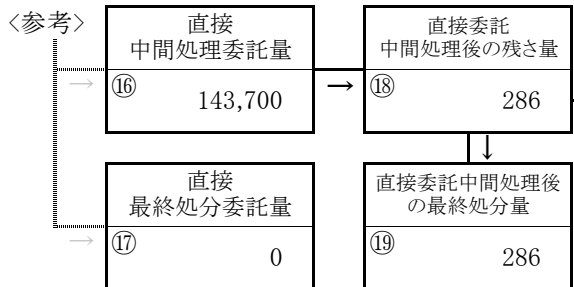 〈参考〉
直接
中間処理委託量
⑯
143,700
→
→
直接委託
中間処理後の残さ量
⑱
286
↓
直接
最終処分委託量
⑰
0
→
直接委託中間処理後
の最終処分量
⑲
286